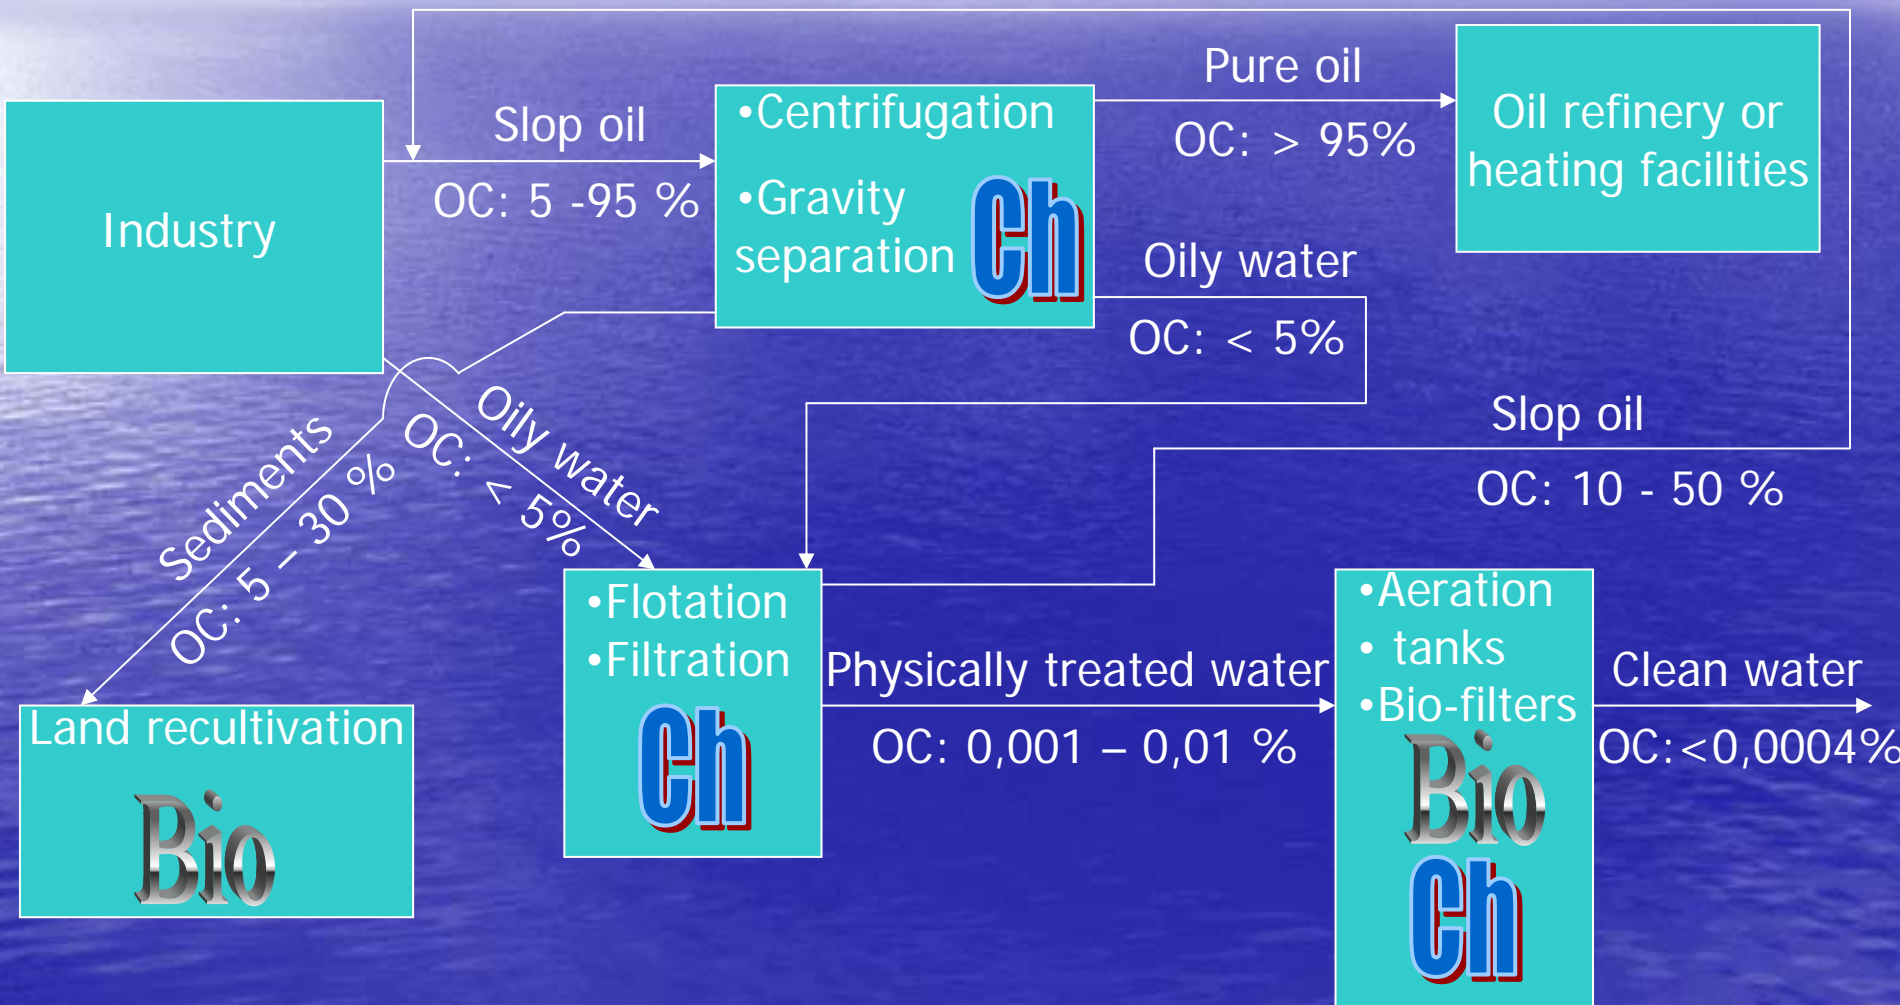 Pure oil
OC: > 95%
Oil refinery or
heating facilities
Slop oil
OC: 5 -95 %
•Centrifugation
•Gravity
separation
Ch
Industry
Oily water
OC: < 5%
Slop oil
OC: 10 - 50 %
Sediments
OC: 5 – 30 %
Oily water
OC: < 5%
•Flotation
•Filtration
Ch
Physically treated water
OC: 0,001 – 0,01 %
•Aeration
• tanks
•Bio-filters
Bio
Ch
Clean water
OC:<0,0004%
Land recultivation
Bio